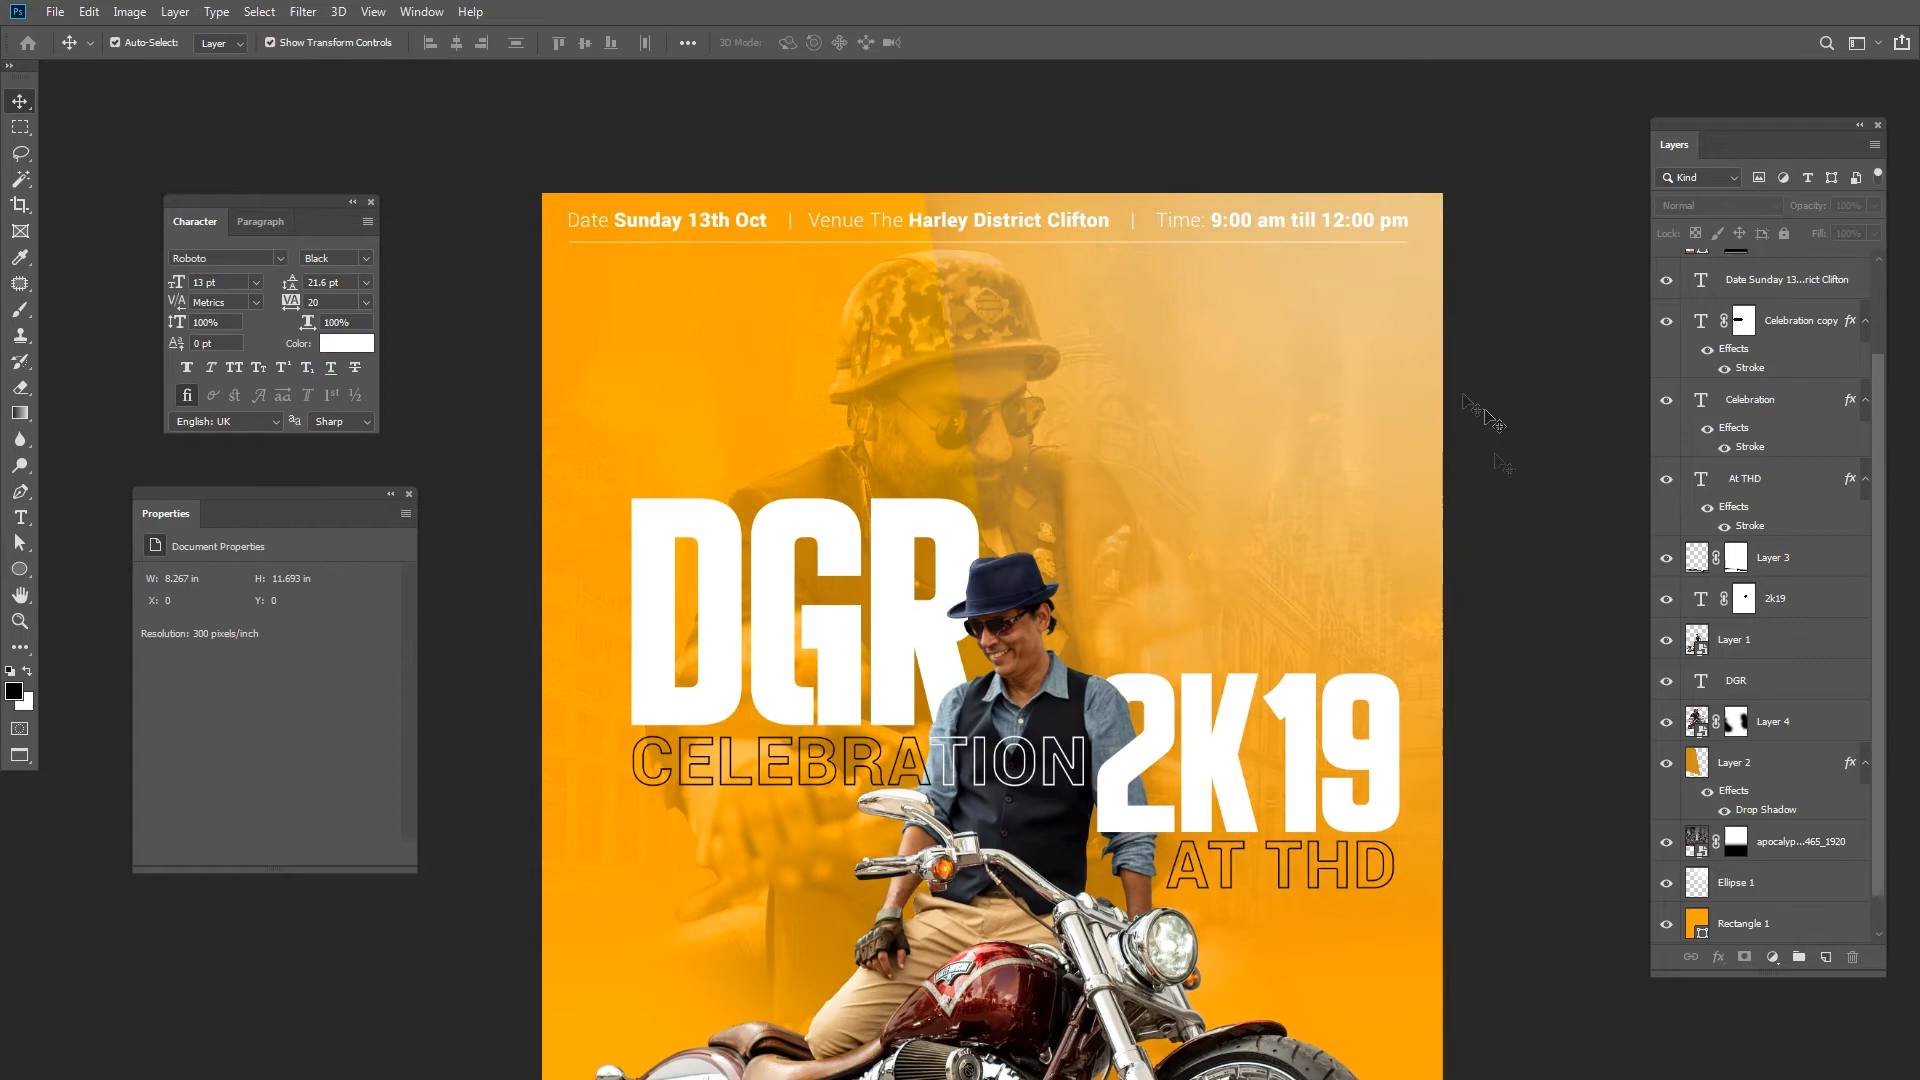 Ps File Edit Image Layer Type Select Filter 3D View Window Help
Auto-Select: Layer Show Transform Controls 3D Mode:
Character Paragraph
Roboto Black
13 pt 21.6 pt
Metrics 20
100% 100%
0 pt Color:
English: UK Sharp
Properties
Document Properties
W: 8.267 in H: 11.693 in
X: 0 Y: 0
Resolution: 300 pixels/inch
Date Sunday 13th Oct | Venue The Harley District Clifton | Time: 9:00 am till 12:00 pm
DGR
CELEBRATION
2K19
AT THD
Layers
Kind
Normal Opacity: 100%
Lock: Fill: 100%
Date Sunday 13...rict Clifton
Celebration copy fx
Effects
Stroke
Celebration fx
Effects
Stroke
At THD fx
Effects
Stroke
Layer 3
2k19
Layer 1
DGR
Layer 4
Layer 2 fx
Effects
Drop Shadow
apocalyp...465_1920
Ellipse 1
Rectangle 1
fx